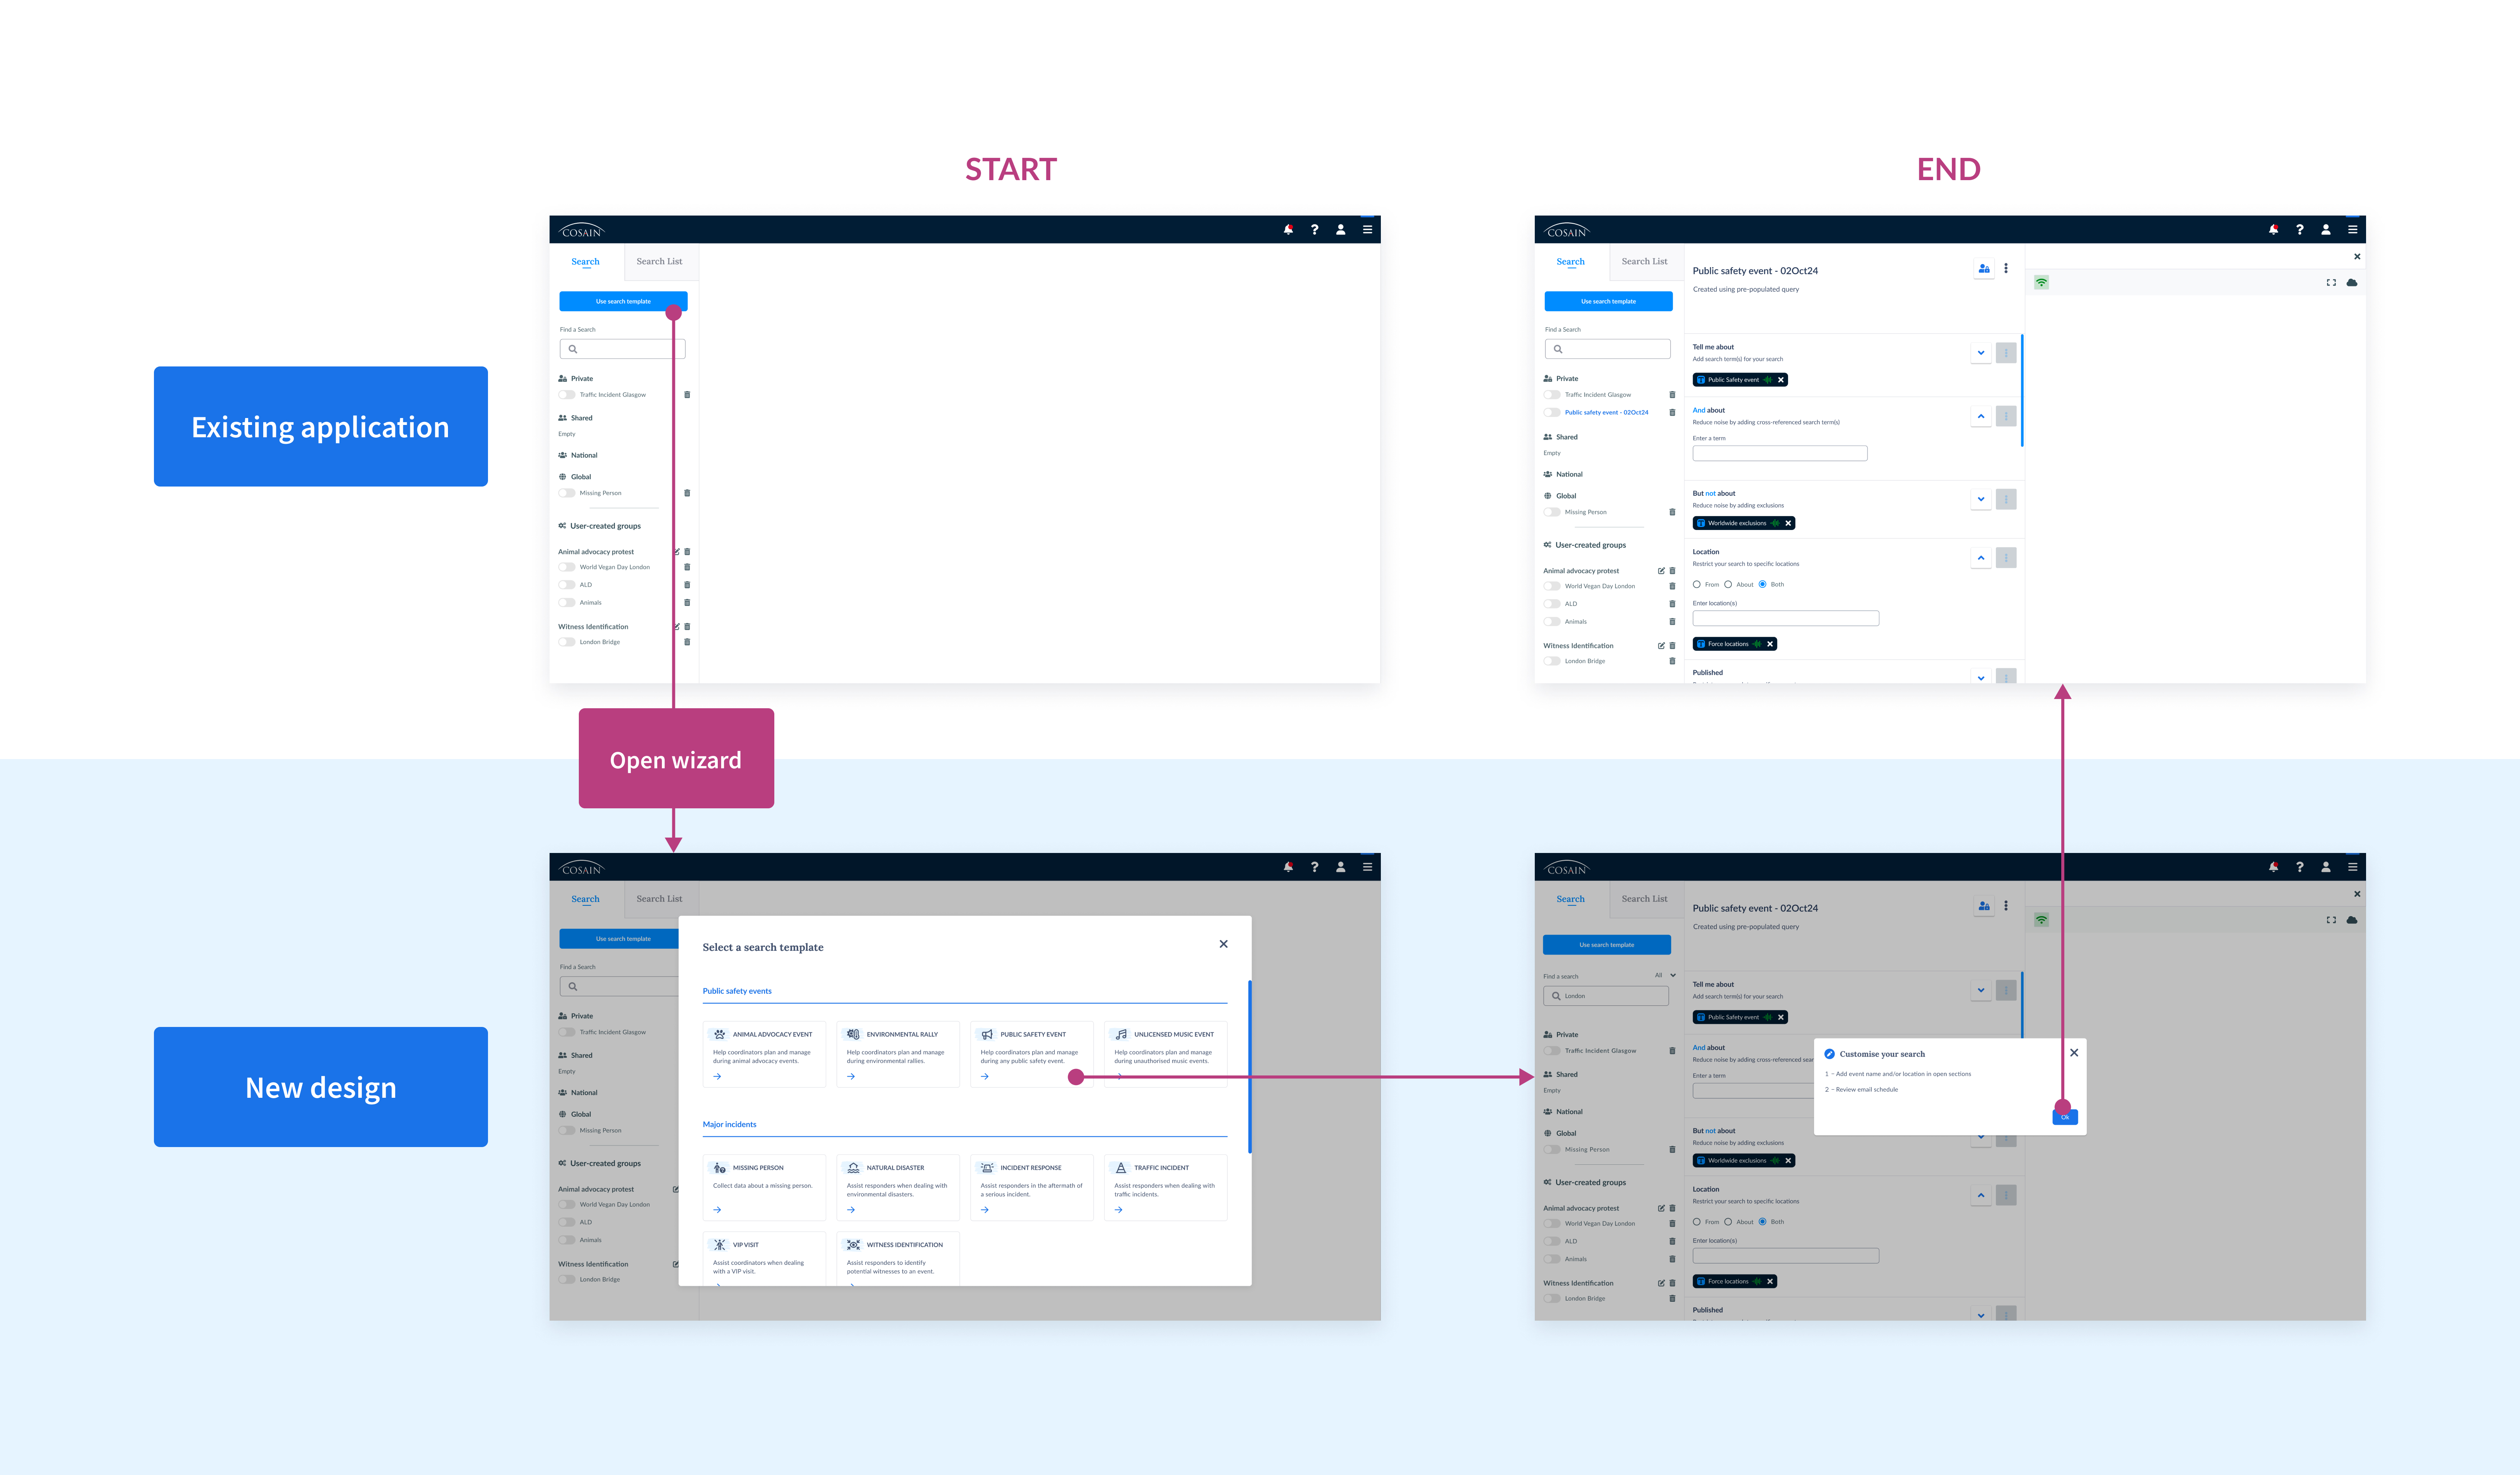 START
END
Existing application
COSAIN
Search
Search List
Use search template
Find a Search
Private
Traffic Incident Glasgow
Shared
Empty
National
Global
Missing Person
User-created groups
Animal advocacy protest
World Vegan Day London
ALD
Animals
Witness Identification
London Bridge
COSAIN
Search
Search List
Use search template
Find a Search
Private
Traffic Incident Glasgow
Public safety event - 02Oct24
Shared
Empty
National
Global
Missing Person
User-created groups
Animal advocacy protest
World Vegan Day London
ALD
Animals
Witness Identification
London Bridge
Public safety event - 02Oct24
Created using pre-populated query
Tell me about
Add search term(s) for your search
Public Safety event
And about
Reduce noise by adding cross-referenced search term(s)
Enter a term
But not about
Reduce noise by adding exclusions
Worldwide exclusions
Location
Restrict your search to specific locations
From About Both
Enter location(s)
Force locations
Published
Open wizard
New design
COSAIN
Search
Search List
Use search template
Find a Search
Private
Traffic Incident Glasgow
Shared
Empty
National
Global
Missing Person
User-created groups
Animal advocacy protest
World Vegan Day London
ALD
Animals
Witness Identification
London Bridge
Select a search template
Public safety events
ANIMAL ADVOCACY EVENT
Help coordinators plan and manage
during animal advocacy events.
ENVIRONMENTAL RALLY
Help coordinators plan and manage
during environmental rallies.
PUBLIC SAFETY EVENT
Help coordinators plan and manage
during any public safety event.
UNLICENSED MUSIC EVENT
Help coordinators plan and manage
during unauthorised music events.
Major incidents
MISSING PERSON
Collect data about a missing person.
NATURAL DISASTER
Assist responders when dealing with
environmental disasters.
INCIDENT RESPONSE
Assist responders in the aftermath of
a serious incident.
TRAFFIC INCIDENT
Assist responders when dealing with
traffic incidents.
VIP VISIT
Assist coordinators when dealing
with a VIP visit.
WITNESS IDENTIFICATION
Assist responders to identify
potential witnesses to an event.
COSAIN
Search
Search List
Use search template
Find a search
All
London
Private
Traffic Incident Glasgow
Shared
Empty
National
Global
Missing Person
User-created groups
Animal advocacy protest
World Vegan Day London
ALD
Animals
Witness Identification
London Bridge
Public safety event - 02Oct24
Created using pre-populated query
Tell me about
Add search term(s) for your search
Public Safety event
And about
Reduce noise by adding cross-referenced sear
Enter a term
But not about
Reduce noise by adding exclusions
Worldwide exclusions
Location
Restrict your search to specific locations
From About Both
Enter location(s)
Force locations
Published
Customise your search
1 – Add event name and/or location in open sections
2 – Review email schedule
Ok